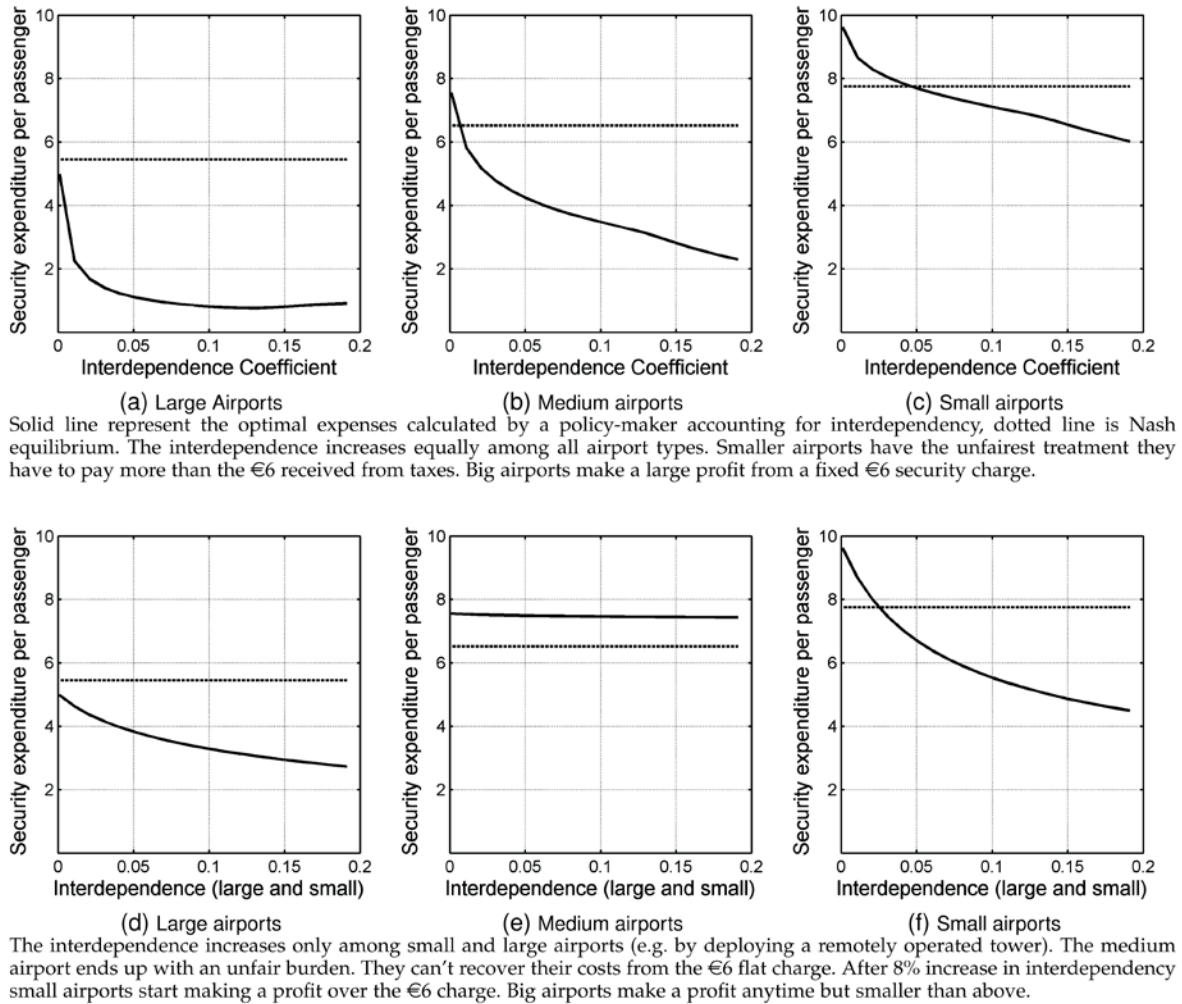 10
8
6
4
2
0 0.05 0.1 0.15 0.2
Security expenditure per passenger
Interdependence Coefficient
(a) Large Airports
10
8
6
4
2
0 0.05 0.1 0.15 0.2
Security expenditure per passenger
Interdependence Coefficient
(b) Medium airports
10
8
6
4
2
0 0.05 0.1 0.15 0.2
Security expenditure per passenger
Interdependence Coefficient
(c) Small airports
Solid line represent the optimal expenses calculated by a policy-maker accounting for interdependency, dotted line is Nash
equilibrium. The interdependence increases equally among all airport types. Smaller airports have the unfairest treatment they
have to pay more than the €6 received from taxes. Big airports make a large profit from a fixed €6 security charge.
10
8
6
4
2
0 0.05 0.1 0.15 0.2
Security expenditure per passenger
Interdependence (large and small)
(d) Large airports
10
8
6
4
2
0 0.05 0.1 0.15 0.2
Security expenditure per passenger
Interdependence (large and small)
(e) Medium airports
10
8
6
4
2
0 0.05 0.1 0.15 0.2
Security expenditure per passenger
Interdependence (large and small)
(f) Small airports
The interdependence increases only among small and large airports (e.g. by deploying a remotely operated tower). The medium
airport ends up with an unfair burden. They can't recover their costs from the €6 flat charge. After 8% increase in interdependency
small airports start making a profit over the €6 charge. Big airports make a profit anytime but smaller than above.